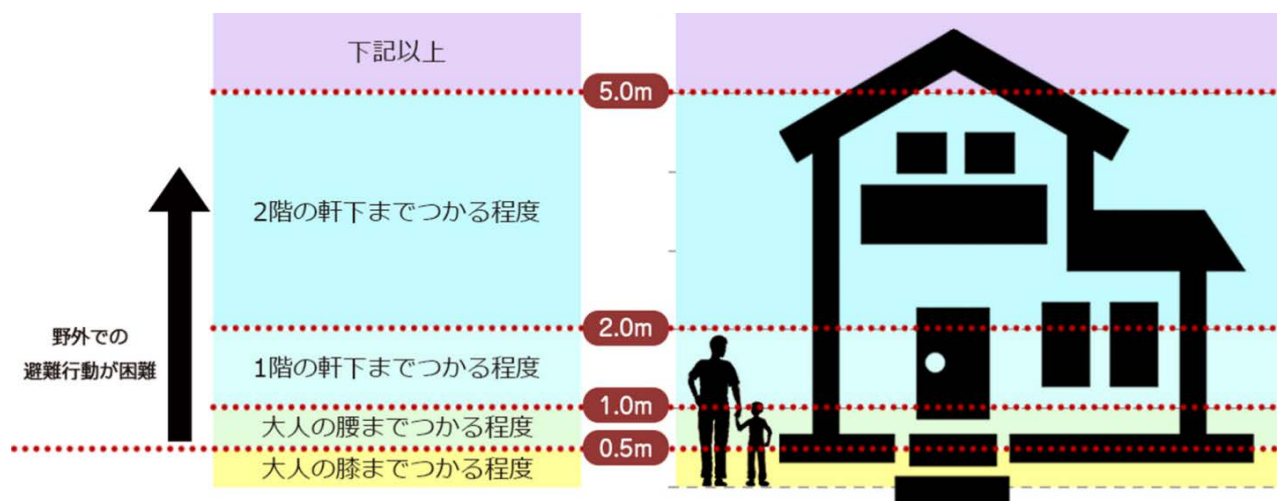 下記以上
5.0m
2階の軒下までつかる程度
2.0m
野外での
避難行動が困難
1階の軒下までつかる程度
1.0m
大人の腰までつかる程度
0.5m
大人の膝までつかる程度